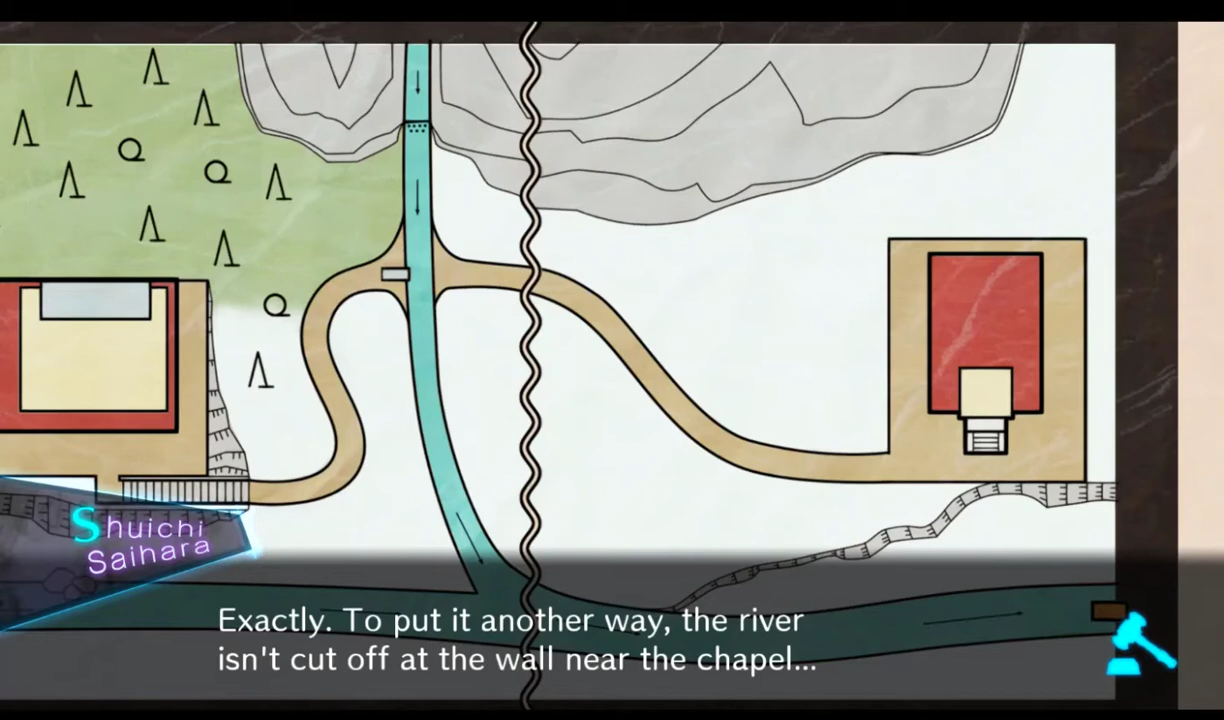 Shuichi
Saihara
Exactly. To put it another way, the river
isn't cut off at the wall near the chapel...